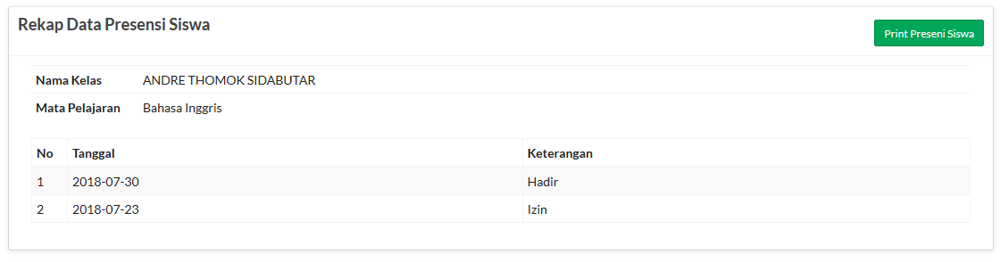 Rekap Data Presensi Siswa
Print Preseni Siswa
Nama Kelas ANDRE THOMOK SIDABUTAR
Mata Pelajaran Bahasa Inggris
No Tanggal Keterangan
1 2018-07-30 Hadir
2 2018-07-23 Izin